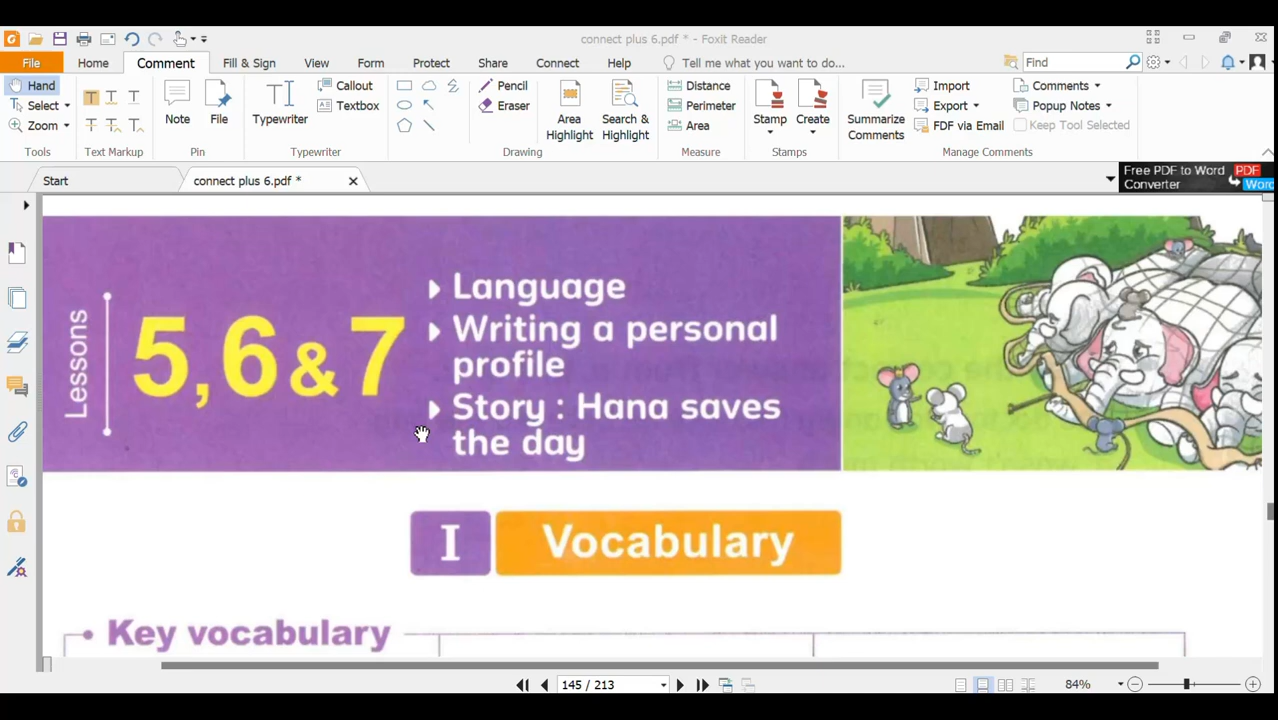 connect plus 6.pdf * - Foxit Reader
File Home Comment Fill & Sign View Form Protect Share Connect Help Tell me what you want to do... Find
Hand
Select
Zoom
Tools
T T T
T T T
Text Markup
Note
File
Pin
Typewriter
Callout
Textbox
Typewriter
Pencil
Eraser
Area Highlight
Search & Highlight
Drawing
Distance
Perimeter
Area
Measure
Stamp
Create
Stamps
Summarize Comments
Import
Export
FDF via Email
Comments
Popup Notes
Keep Tool Selected
Manage Comments
Start
connect plus 6.pdf *
Free PDF to Word PDF
Converter Word
Lessons
5,6 & 7
Language
Writing a personal
profile
Story : Hana saves
the day
I Vocabulary
Key vocabulary
145 / 213
84%